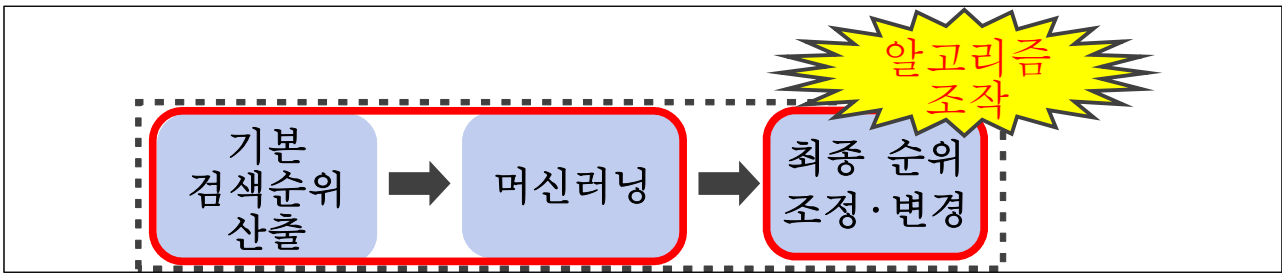 알고리즘
조작
기본
검색순위
산출
머신러닝
최종 순위
조정·변경